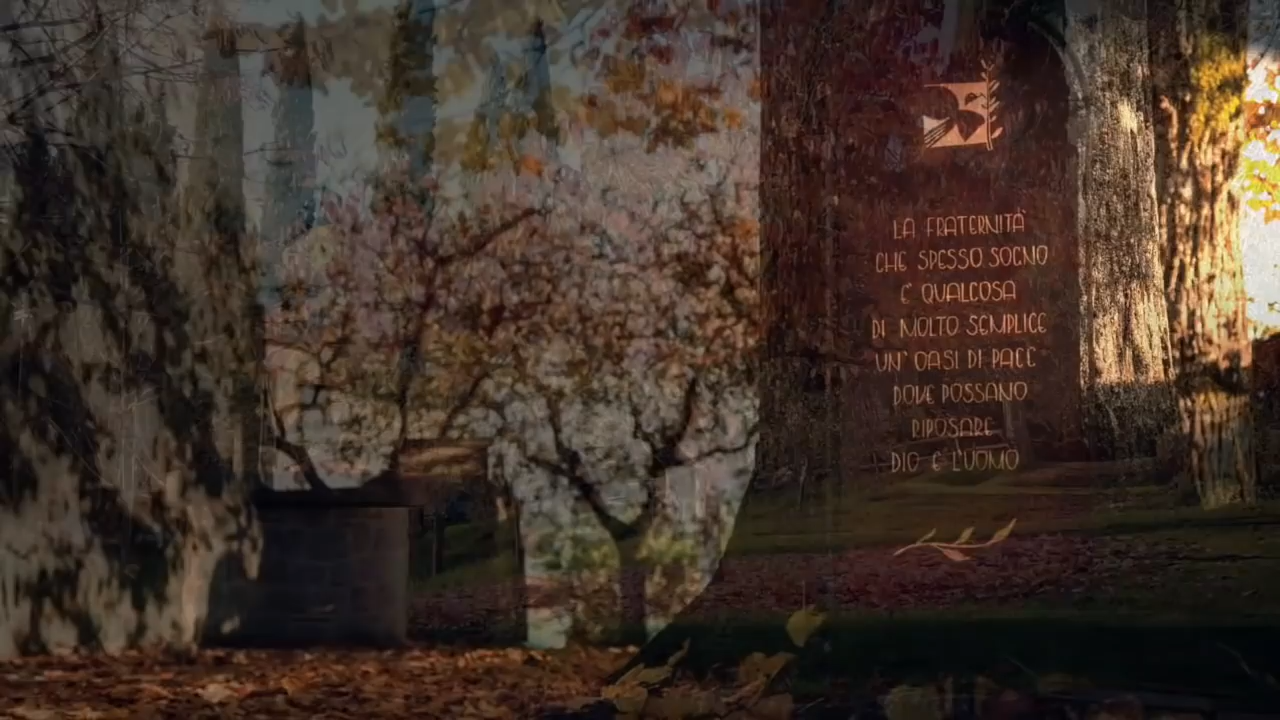 LA FRATERNITÀ
CHE SPESSO SOGNO
È QUALCOSA
DI MOLTO SEMPLICE
UN' OASI DI PACE
DOVE POSSANO
RIPOSARE
DIO E L'UOMO